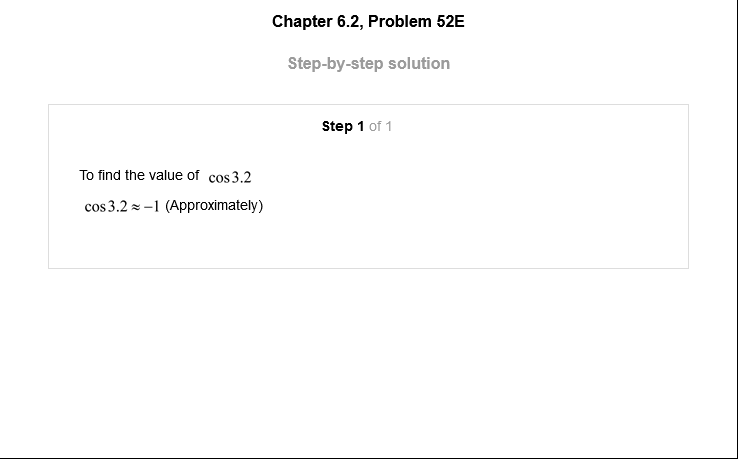 Chapter 6.2, Problem 52E
Step-by-step solution
Step 1 of 1
To find the value of cos 3.2
cos 3.2 ≈ −1 (Approximately)